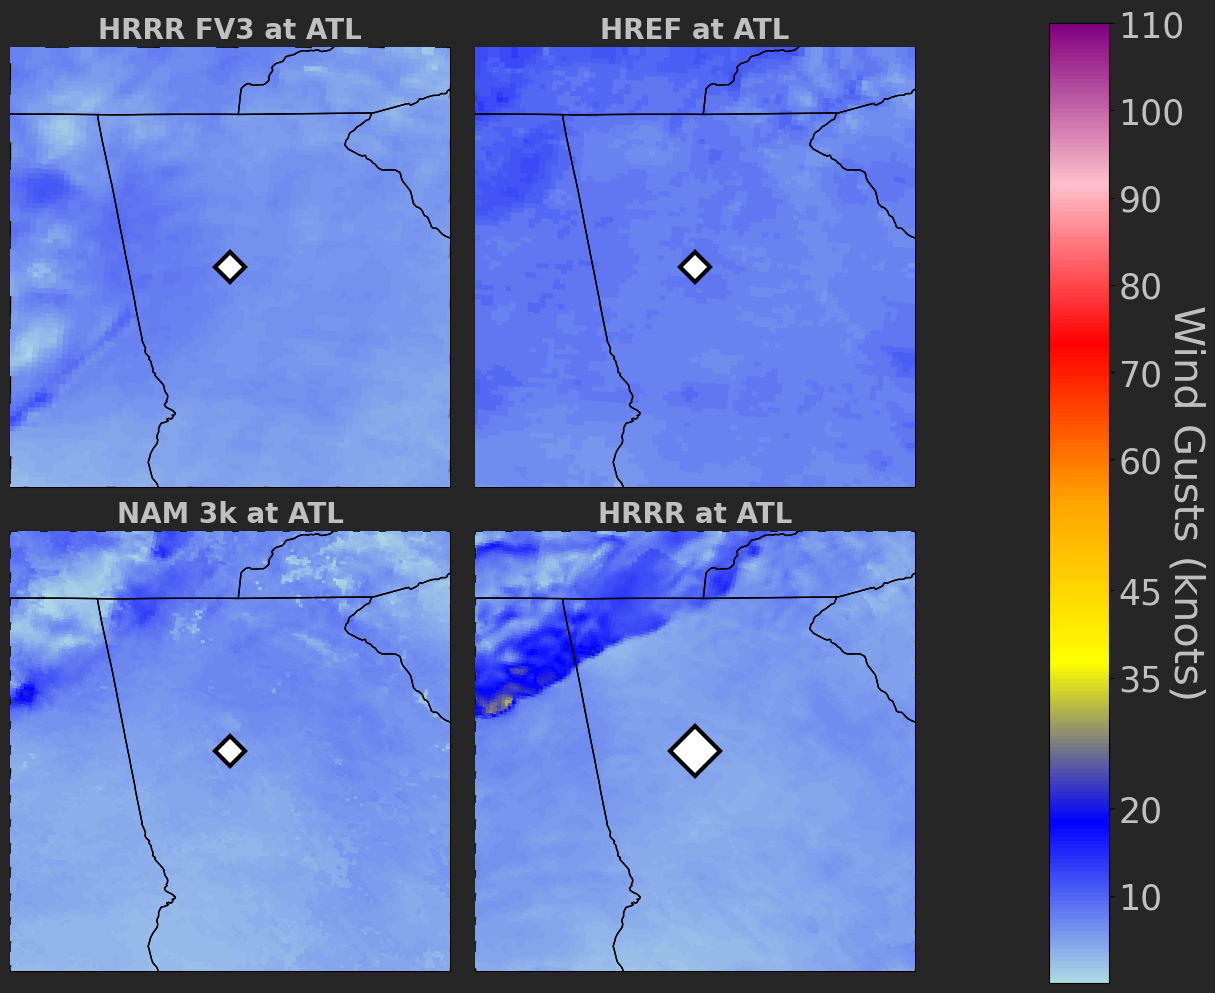 HRRR FV3 at ATL
HREF at ATL
NAM 3k at ATL
HRRR at ATL
110
100
90
80
70
60
45
35
20
10
Wind Gusts (knots)